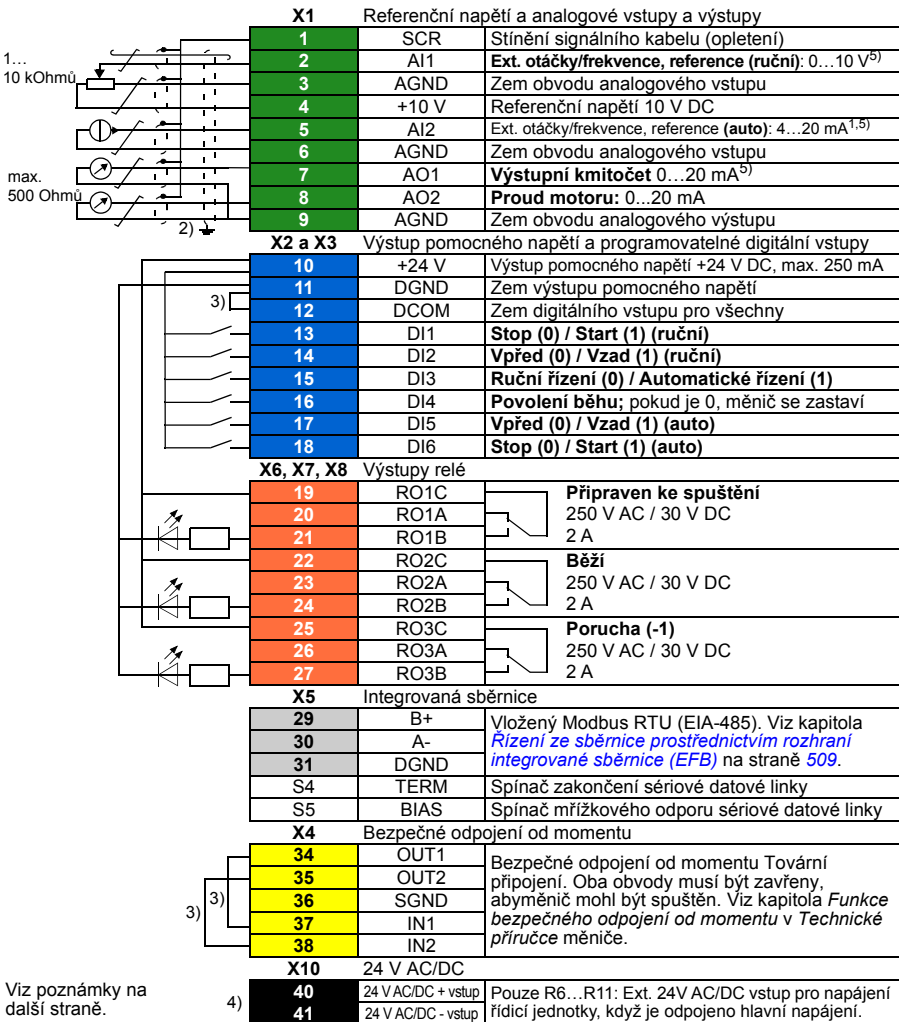 X1 Referenční napětí a analogové vstupy a výstupy
1 SCR Stínění signálního kabelu (opletení)
1… 10 kOhmů
2 AI1 Ext. otáčky/frekvence, reference (ruční): 0…10 V5)
3 AGND Zem obvodu analogového vstupu
4 +10 V Referenční napětí 10 V DC
5 AI2 Ext. otáčky/frekvence, reference (auto): 4…20 mA1,5)
6 AGND Zem obvodu analogového vstupu
max. 500 Ohmů
7 AO1 Výstupní kmitočet 0…20 mA5)
8 AO2 Proud motoru: 0...20 mA
2)
9 AGND Zem obvodu analogového výstupu
X2 a X3 Výstup pomocného napětí a programovatelné digitální vstupy
10 +24 V Výstup pomocného napětí +24 V DC, max. 250 mA
11 DGND Zem výstupu pomocného napětí
3)
12 DCOM Zem digitálního vstupu pro všechny
13 DI1 Stop (0) / Start (1) (ruční)
14 DI2 Vpřed (0) / Vzad (1) (ruční)
15 DI3 Ruční řízení (0) / Automatické řízení (1)
16 DI4 Povolení běhu; pokud je 0, měnič se zastaví
17 DI5 Vpřed (0) / Vzad (1) (auto)
18 DI6 Stop (0) / Start (1) (auto)
X6, X7, X8 Výstupy relé
19 RO1C Připraven ke spuštění
20 RO1A 250 V AC / 30 V DC
21 RO1B 2 A
22 RO2C Běží
23 RO2A 250 V AC / 30 V DC
24 RO2B 2 A
25 RO3C Porucha (-1)
26 RO3A 250 V AC / 30 V DC
27 RO3B 2 A
X5 Integrovaná sběrnice
29 B+ Vložený Modbus RTU (EIA-485). Viz kapitola
30 A- Řízení ze sběrnice prostřednictvím rozhraní
31 DGND integrované sběrnice (EFB) na straně 509.
S4 TERM Spínač zakončení sériové datové linky
S5 BIAS Spínač mřížkového odporu sériové datové linky
X4 Bezpečné odpojení od momentu
34 OUT1 Bezpečné odpojení od momentu Tovární
35 OUT2 připojení. Oba obvody musí být zavřeny,
3) 3)
36 SGND abyměnič mohl být spuštěn. Viz kapitola Funkce
37 IN1 bezpečného odpojení od momentu v Technické
38 IN2 příručce měniče.
X10 24 V AC/DC
Viz poznámky na další straně.
4)
40 24 V AC/DC + vstup Pouze R6…R11: Ext. 24V AC/DC vstup pro napájení
41 24 V AC/DC - vstup řídicí jednotky, když je odpojeno hlavní napájení.